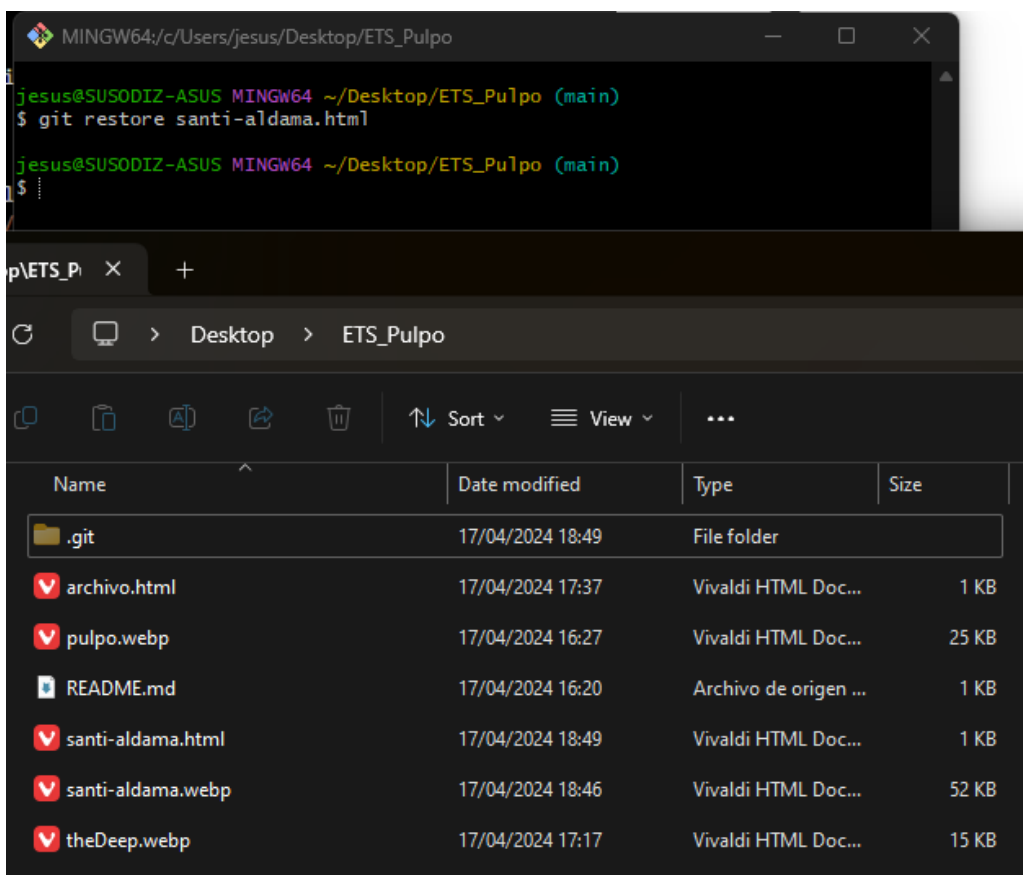 MINGW64:/c/Users/jesus/Desktop/ETS_Pulpo
jesus@SUSODIZ-ASUS MINGW64 ~/Desktop/ETS_Pulpo (main)
$ git restore santi-aldama.html
jesus@SUSODIZ-ASUS MINGW64 ~/Desktop/ETS_Pulpo (main)
$
p\ETS_P
Desktop > ETS_Pulpo
Sort View
Name Date modified Type Size
.git 17/04/2024 18:49 File folder
archivo.html 17/04/2024 17:37 Vivaldi HTML Doc... 1 KB
pulpo.webp 17/04/2024 16:27 Vivaldi HTML Doc... 25 KB
README.md 17/04/2024 16:20 Archivo de origen ... 1 KB
santi-aldama.html 17/04/2024 18:49 Vivaldi HTML Doc... 1 KB
santi-aldama.webp 17/04/2024 18:46 Vivaldi HTML Doc... 52 KB
theDeep.webp 17/04/2024 17:17 Vivaldi HTML Doc... 15 KB